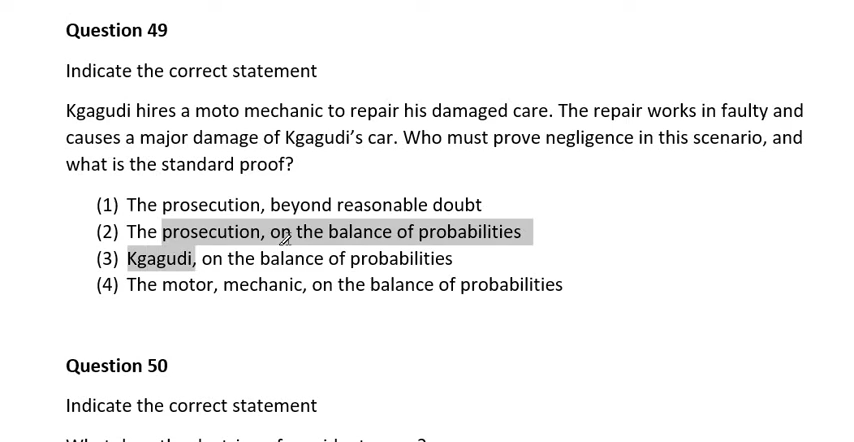 Question 49
Indicate the correct statement
Kgagudi hires a moto mechanic to repair his damaged care. The repair works in faulty and
causes a major damage of Kgagudi’s car. Who must prove negligence in this scenario, and
what is the standard proof?
(1) The prosecution, beyond reasonable doubt
(2) The prosecution, on the balance of probabilities
(3) Kgagudi, on the balance of probabilities
(4) The motor, mechanic, on the balance of probabilities
Question 50
Indicate the correct statement